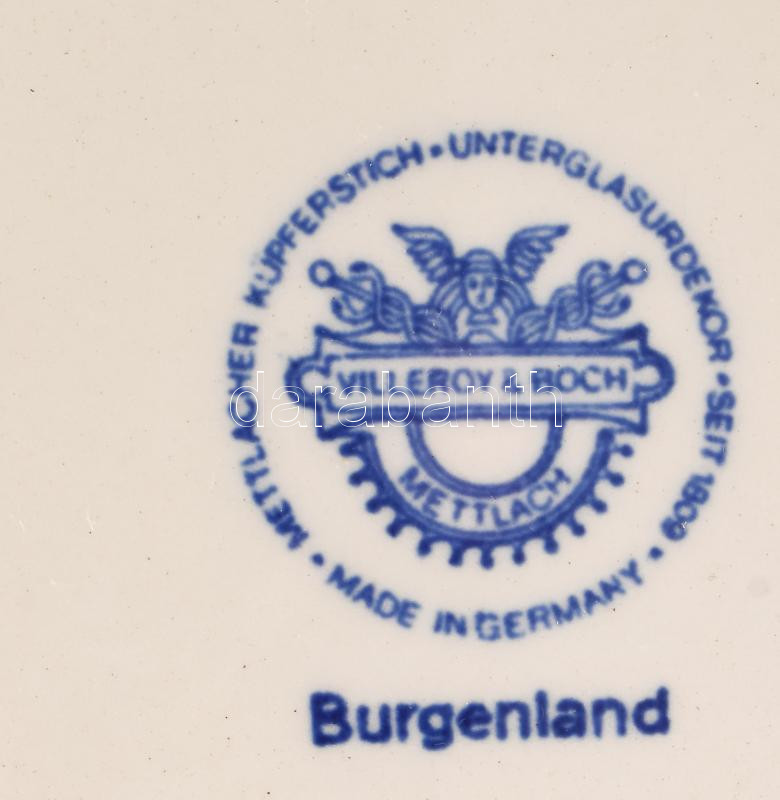 METTLACHER KUPFERSTICH • UNTERGLASURDEKOR • SEIT 1809 • MADE IN GERMANY •
VILLEROY & BOCH
darabanth
METTLACH
Burgenland